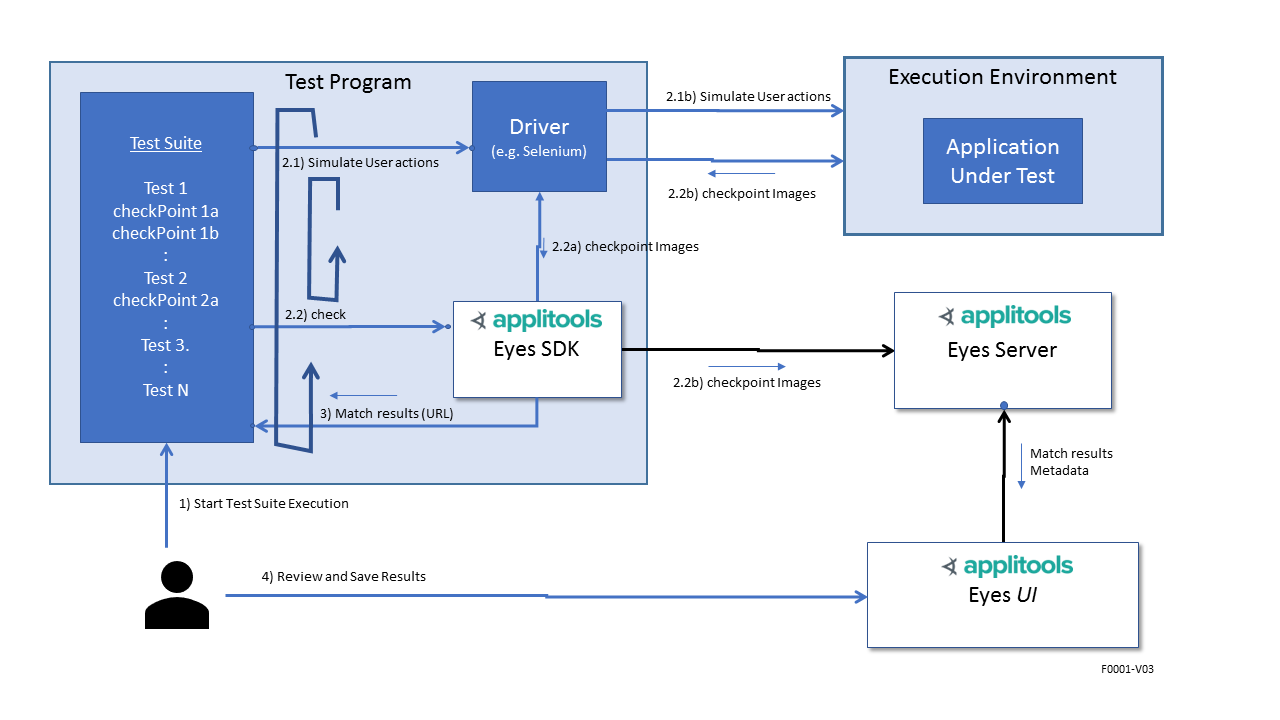 Test Program
Execution Environment
Test Suite
Test 1
checkPoint 1a
checkPoint 1b
:
Test 2
checkPoint 2a
:
Test 3.
:
Test N
2.1) Simulate User actions
Driver
(e.g. Selenium)
2.1b) Simulate User actions
2.2b) checkpoint Images
Application
Under Test
2.2a) checkpoint Images
2.2) check
applitools
Eyes SDK
3) Match results (URL)
2.2b) checkpoint Images
applitools
Eyes Server
Match results
Metadata
1) Start Test Suite Execution
4) Review and Save Results
applitools
Eyes UI
F0001-V03